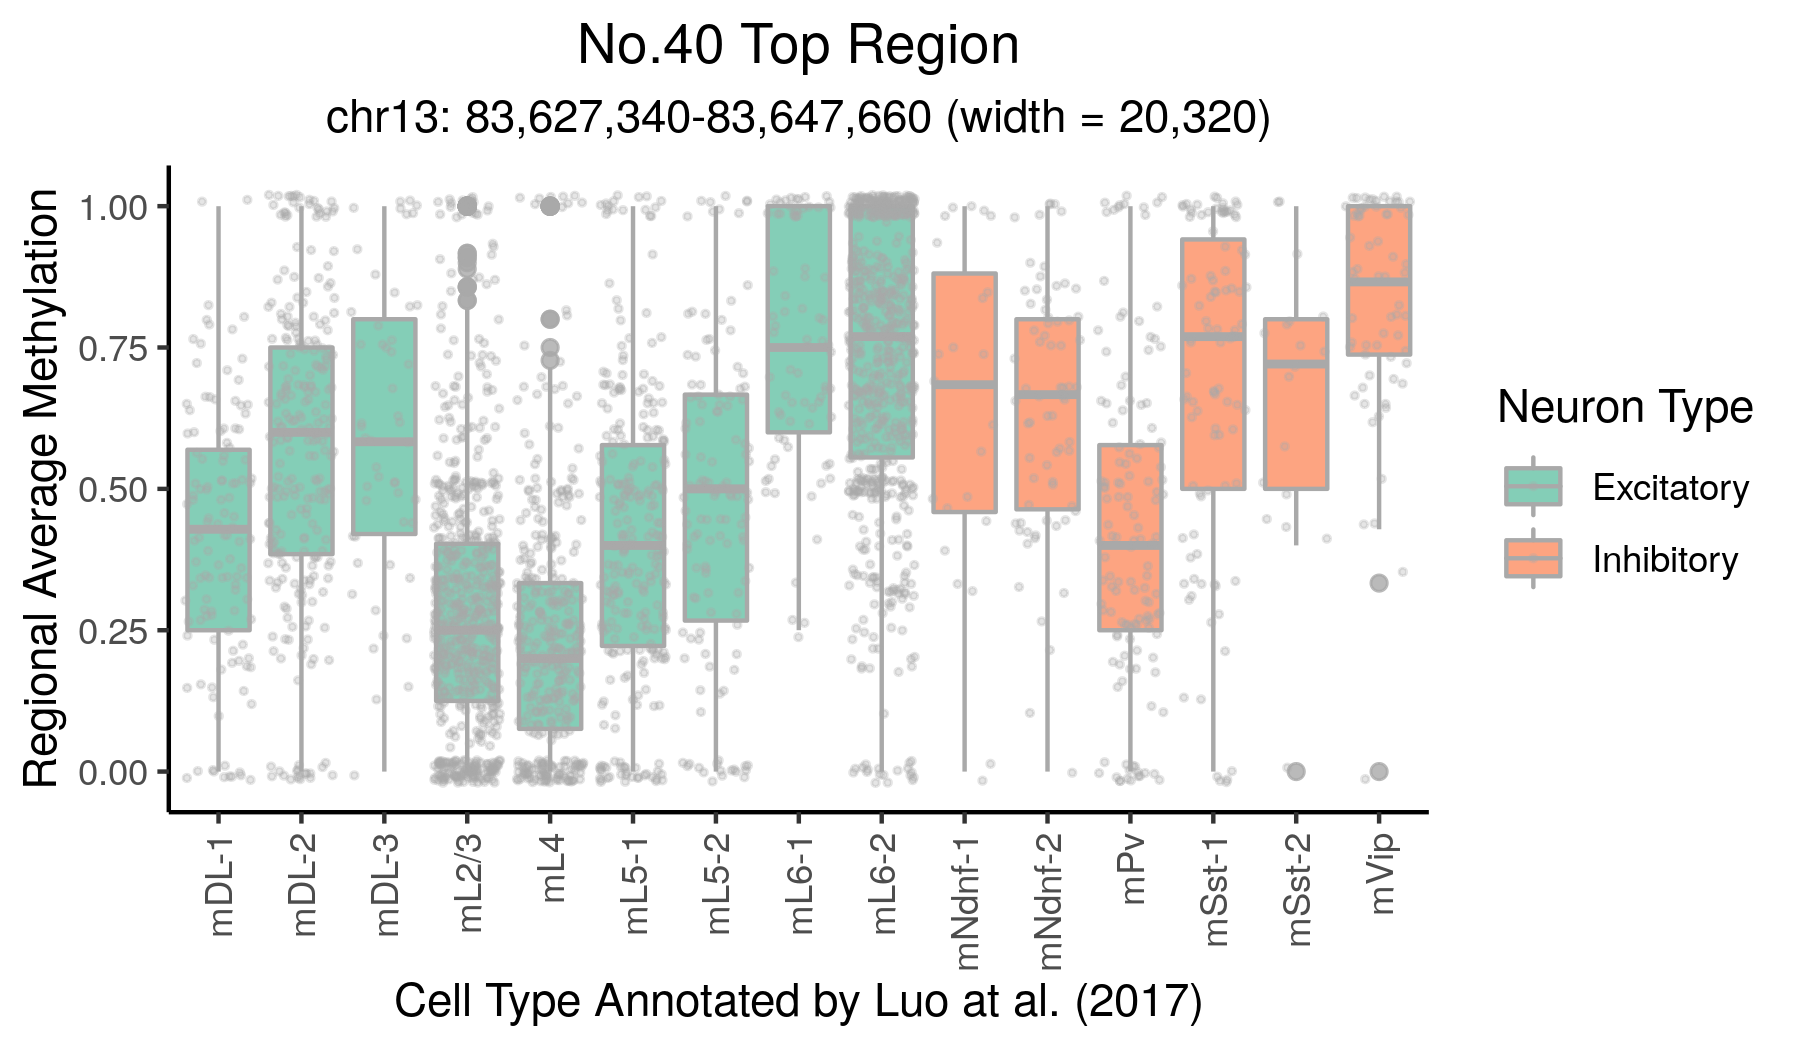 No.40 Top Region
chr13: 83,627,340-83,647,660 (width = 20,320)
Regional Average Methylation
1.00
0.75
0.50
0.25
0.00
mDL-1
mDL-2
mDL-3
mL2/3
mL4
mL5-1
mL5-2
mL6-1
mL6-2
mNdnf-1
mNdnf-2
mPv
mSst-1
mSst-2
mVip
Cell Type Annotated by Luo at al. (2017)
Neuron Type
Excitatory
Inhibitory